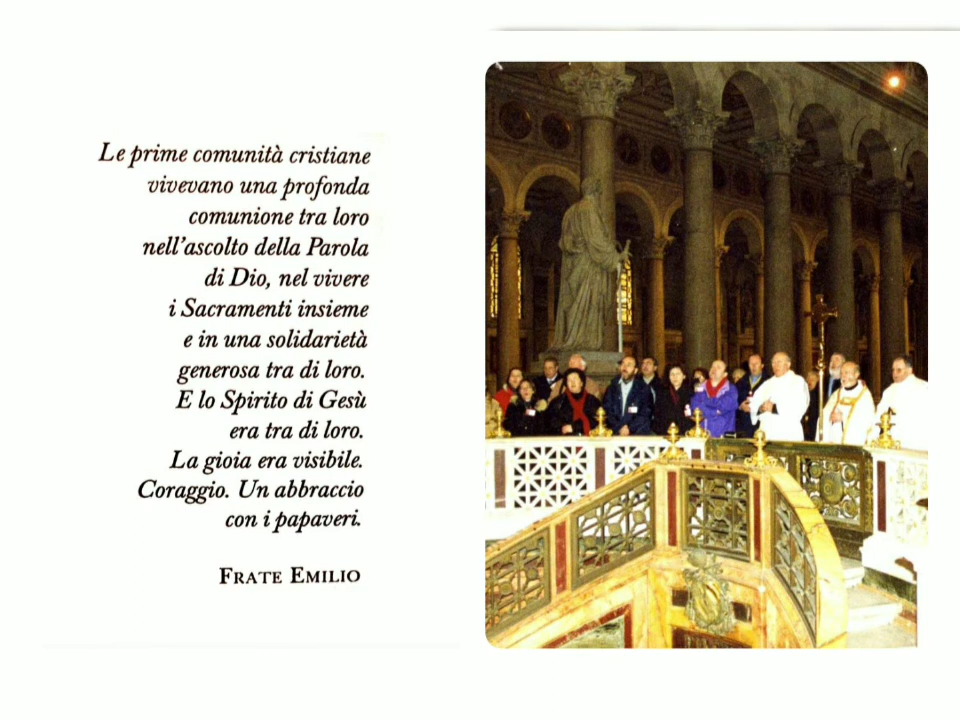 Le prime comunità cristiane
vivevano una profonda
comunione tra loro
nell'ascolto della Parola
di Dio, nel vivere
i Sacramenti insieme
e in una solidarietà
generosa tra di loro.
E lo Spirito di Gesù
era tra di loro.
La gioia era visibile.
Coraggio. Un abbraccio
con i papaveri.
FRATE EMILIO